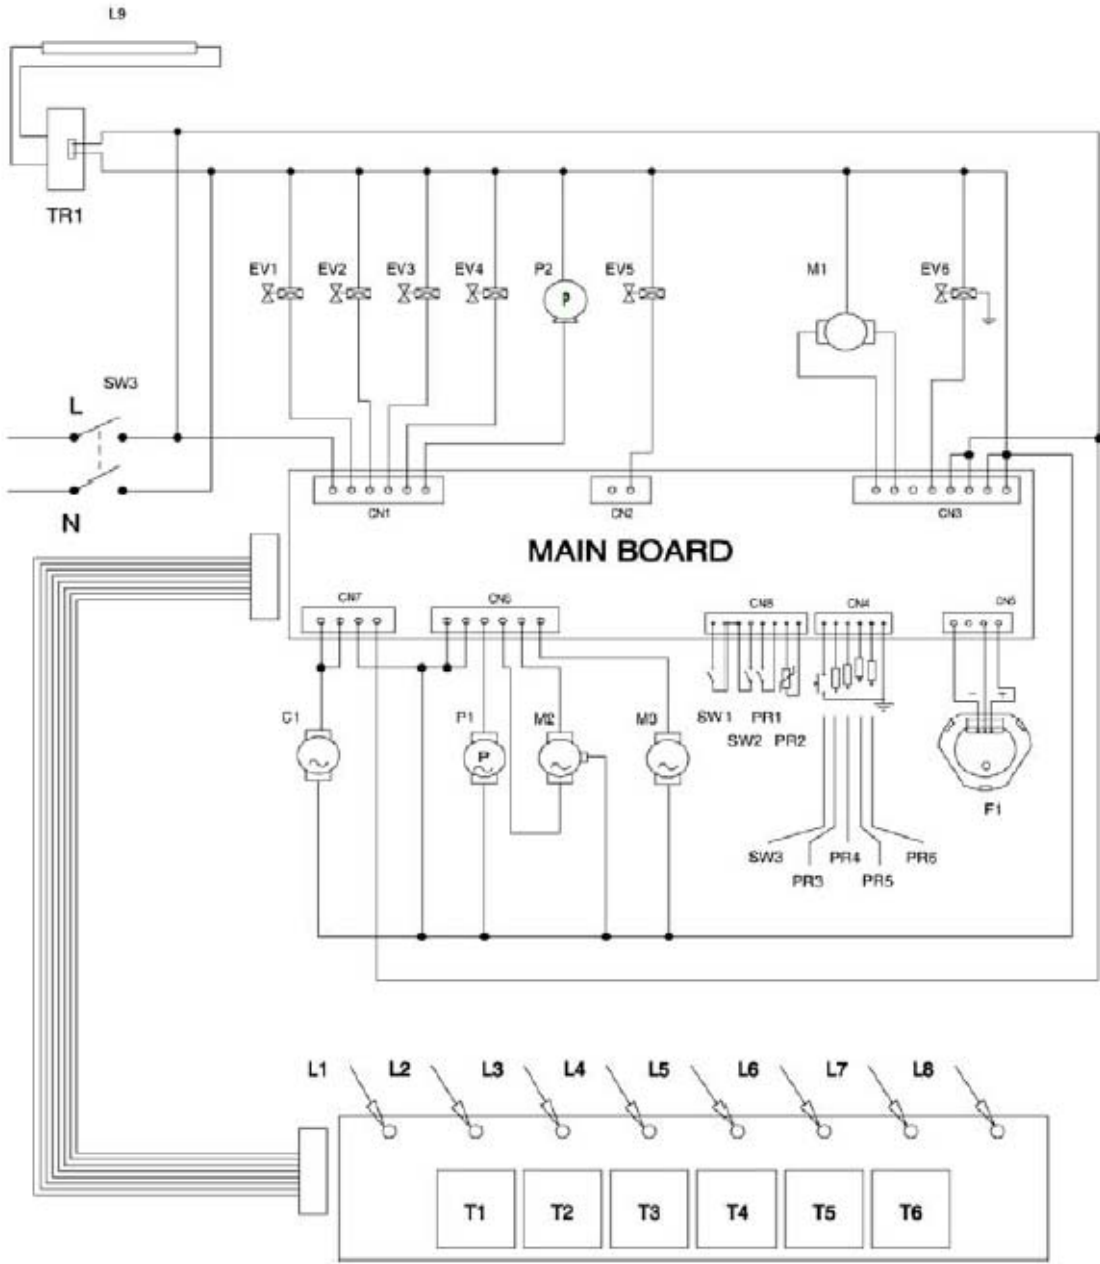 L9
TR1
EV1 EV2 EV3 EV4 P2 EV5 M1 EV6
P
SW3
L
N
CN1 CN2 CN3
MAIN BOARD
CN7 CN6 CN8 CN4 CN5
SW1 PR1
SW2 PR2
C1 P1 M2 M3
P
- +
F1
SW3 PR4 PR6
PR3 PR5
L1 L2 L3 L4 L5 L6 L7 L8
T1 T2 T3 T4 T5 T6